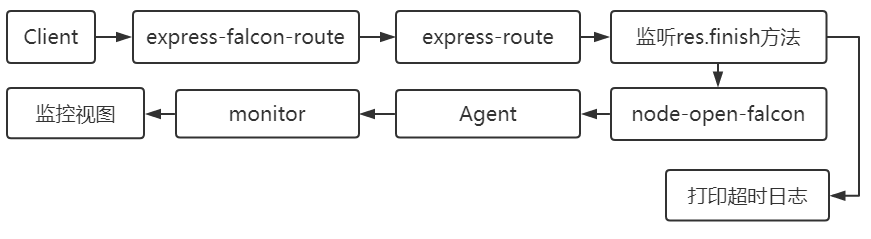 Client
express-falcon-route
express-route
监听res.finish方法
监控视图
monitor
Agent
node-open-falcon
打印超时日志